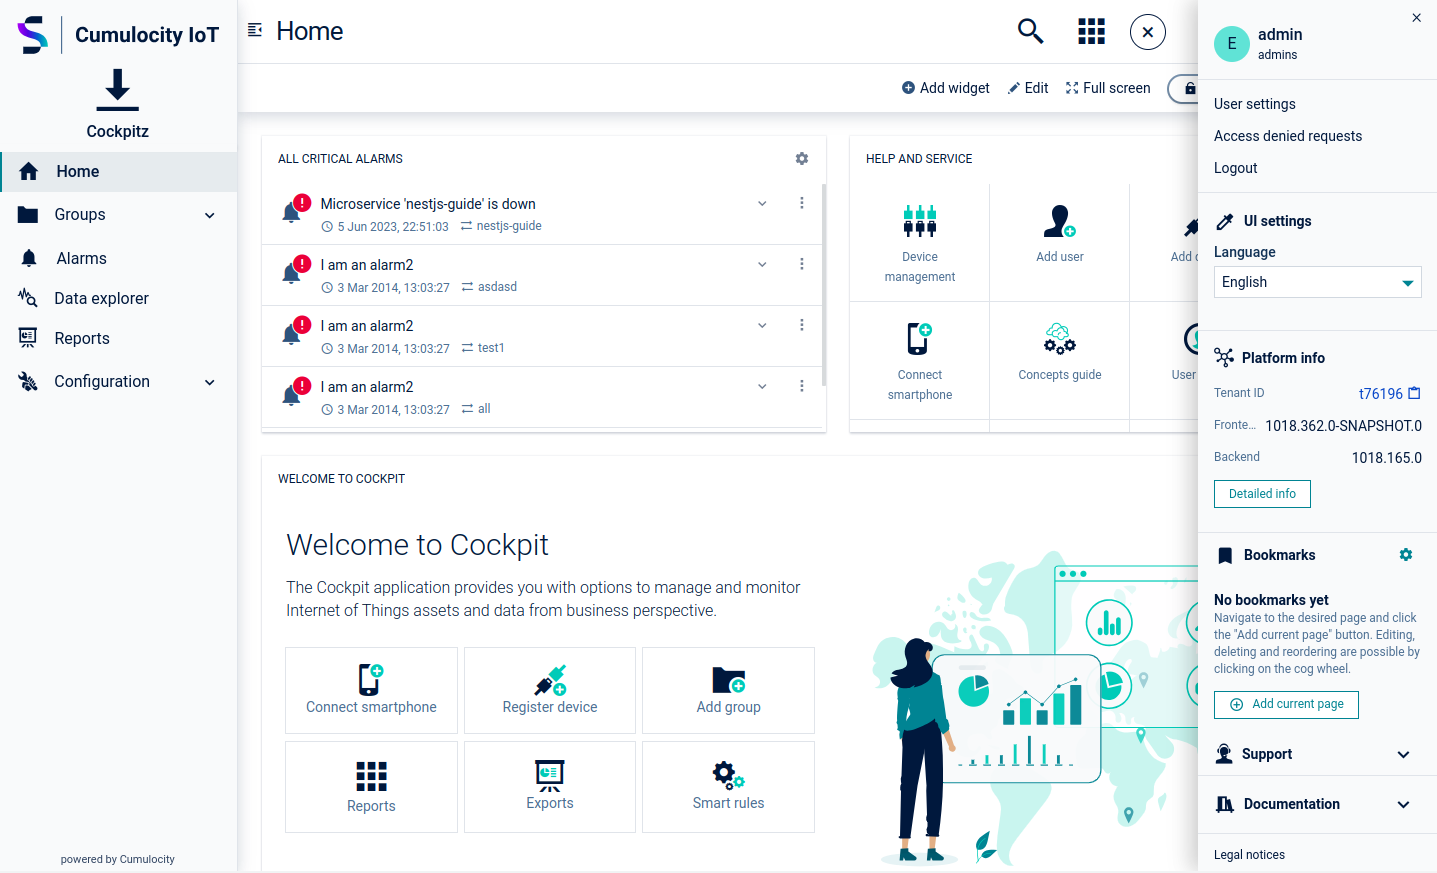 Cumulocity IoT
Cockpitz
Home
Groups
Alarms
Data explorer
Reports
Configuration
powered by Cumulocity
Home
Add widget
Edit
Full screen
ALL CRITICAL ALARMS
Microservice 'nestjs-guide' is down
5 Jun 2023, 22:51:03 nestjs-guide
I am an alarm2
3 Mar 2014, 13:03:27 asdasd
I am an alarm2
3 Mar 2014, 13:03:27 test1
I am an alarm2
3 Mar 2014, 13:03:27 all
HELP AND SERVICE
Device
management
Add user
Add
Connect
smartphone
Concepts guide
User
WELCOME TO COCKPIT
Welcome to Cockpit
The Cockpit application provides you with options to manage and monitor
Internet of Things assets and data from business perspective.
Connect smartphone
Register device
Add group
Reports
Exports
Smart rules
E
admin
admins
User settings
Access denied requests
Logout
UI settings
Language
English
Platform info
Tenant ID t76196
Fronte... 1018.362.0-SNAPSHOT.0
Backend 1018.165.0
Detailed info
Bookmarks
No bookmarks yet
Navigate to the desired page and click
the "Add current page" button. Editing,
deleting and reordering are possible by
clicking on the cog wheel.
Add current page
Support
Documentation
Legal notices